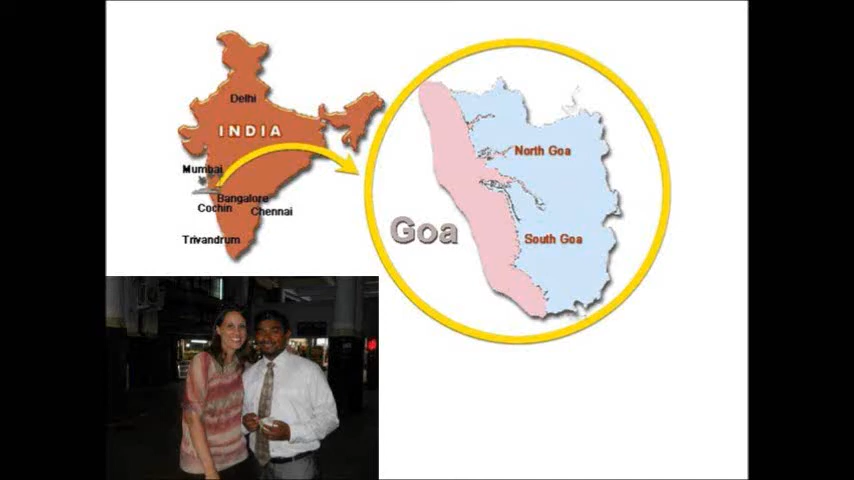 Delhi
INDIA
Mumbai
Bangalore
Cochin
Chennai
Trivandrum
Goa
North Goa
South Goa